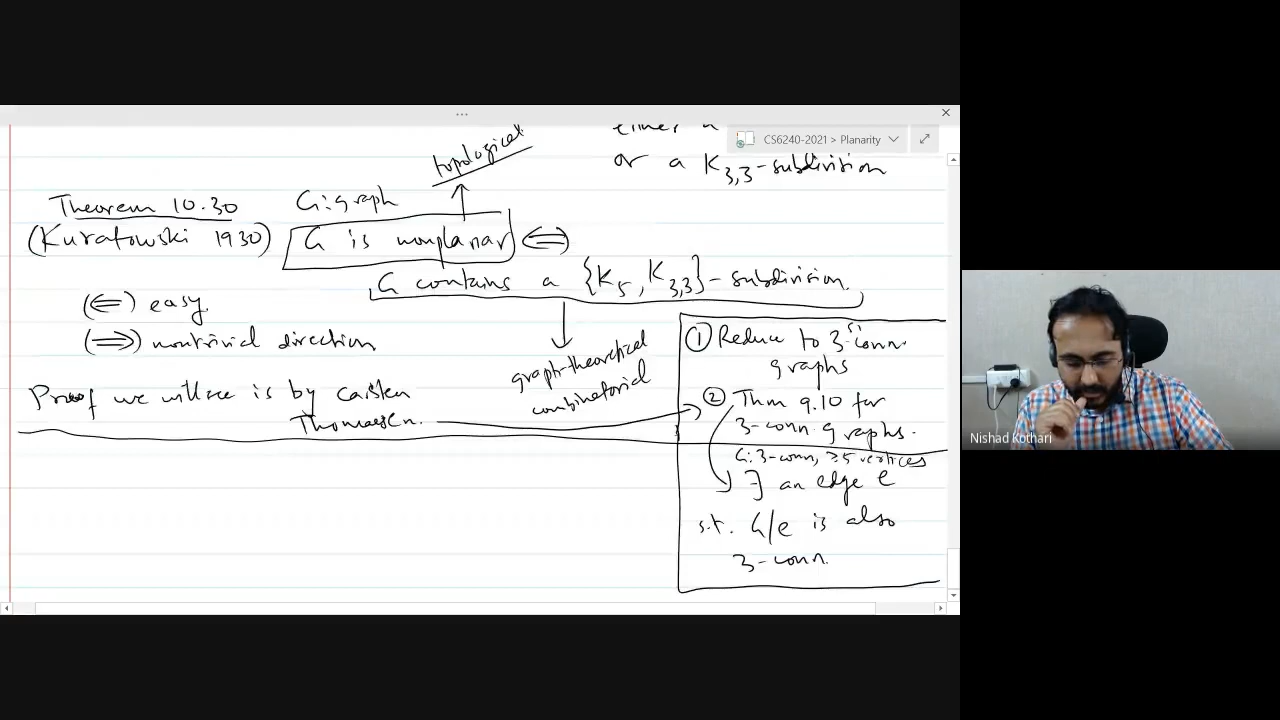 either a
CS6240-2021 > Planarity
or a K3,3-subdivision
topological
Theorem 10.30 G:graph
(Kuratowski 1930) G is nonplanar ⟺
G contains a {K5, K3,3}-subdivision.
(⇐) easy.
(⇒) nontrivial direction
graph-theoretical
combinatorial
Proof we will see is by Carsten
Thomassen.
① Reduce to 3-conn.
graphs
② Thm 9.10 for
3-conn. graphs.
G: 3-conn, ≥5 vertices
∃ an edge e
s.t. G/e is also
3-conn.
Nishad Kothari